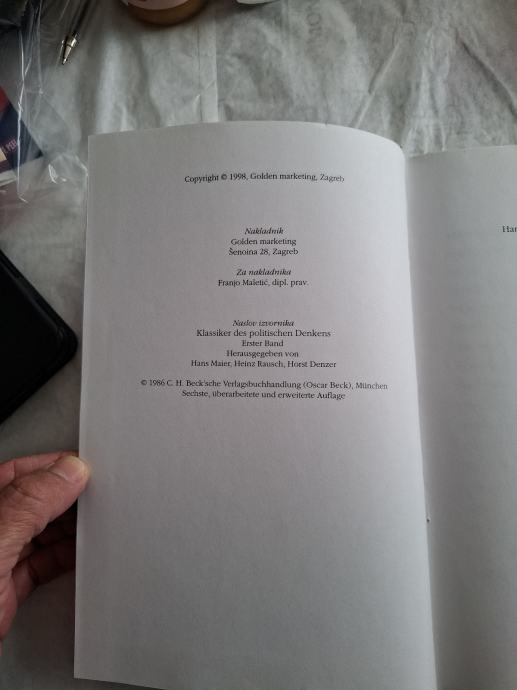 Copyright © 1998, Golden marketing, Zagreb
Nakladnik
Golden marketing
Šenoina 28, Zagreb
Za nakladnika
Franjo Maletić, dipl. prav.
Naslov izvornika
Klassiker des politischen Denkens
Erster Band
Herausgegeben von
Hans Maier, Heinz Rausch, Horst Denzer
© 1986 C. H. Beck'sche Verlagsbuchhandlung (Oscar Beck), München
Sechste, überarbeitete und erweiterte Auflage